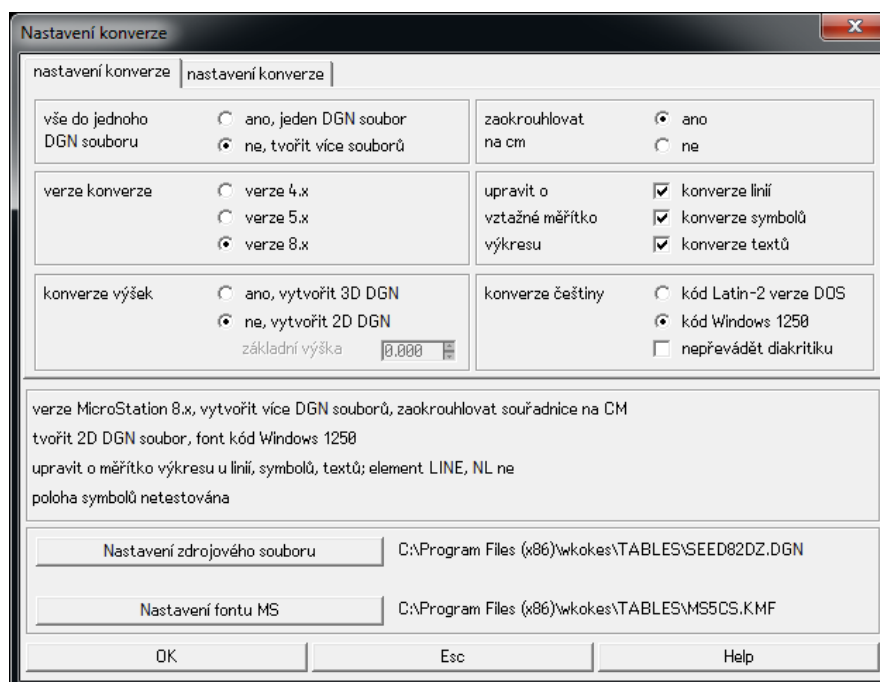 Nastavení konverze
nastavení konverze
nastavení konverze
vše do jednoho
DGN souboru
ano, jeden DGN soubor
ne, tvořit více souborů
zaokrouhlovat
na cm
ano
ne
verze konverze
verze 4.x
verze 5.x
verze 8.x
upravit o
vztažné měřítko
výkresu
konverze linií
konverze symbolů
konverze textů
konverze výšek
ano, vytvořit 3D DGN
ne, vytvořit 2D DGN
základní výška
0.000
konverze češtiny
kód Latin-2 verze DOS
kód Windows 1250
nepřevádět diakritiku
verze MicroStation 8.x, vytvořit více DGN souborů, zaokrouhlovat souřadnice na CM
tvořit 2D DGN soubor, font kód Windows 1250
upravit o měřítko výkresu u linií, symbolů, textů; element LINE, NL ne
poloha symbolů netestována
Nastavení zdrojového souboru
C:\Program Files (x86)\wkokes\TABLES\SEED82DZ.DGN
Nastavení fontu MS
C:\Program Files (x86)\wkokes\TABLES\MS5CS.KMF
OK
Esc
Help